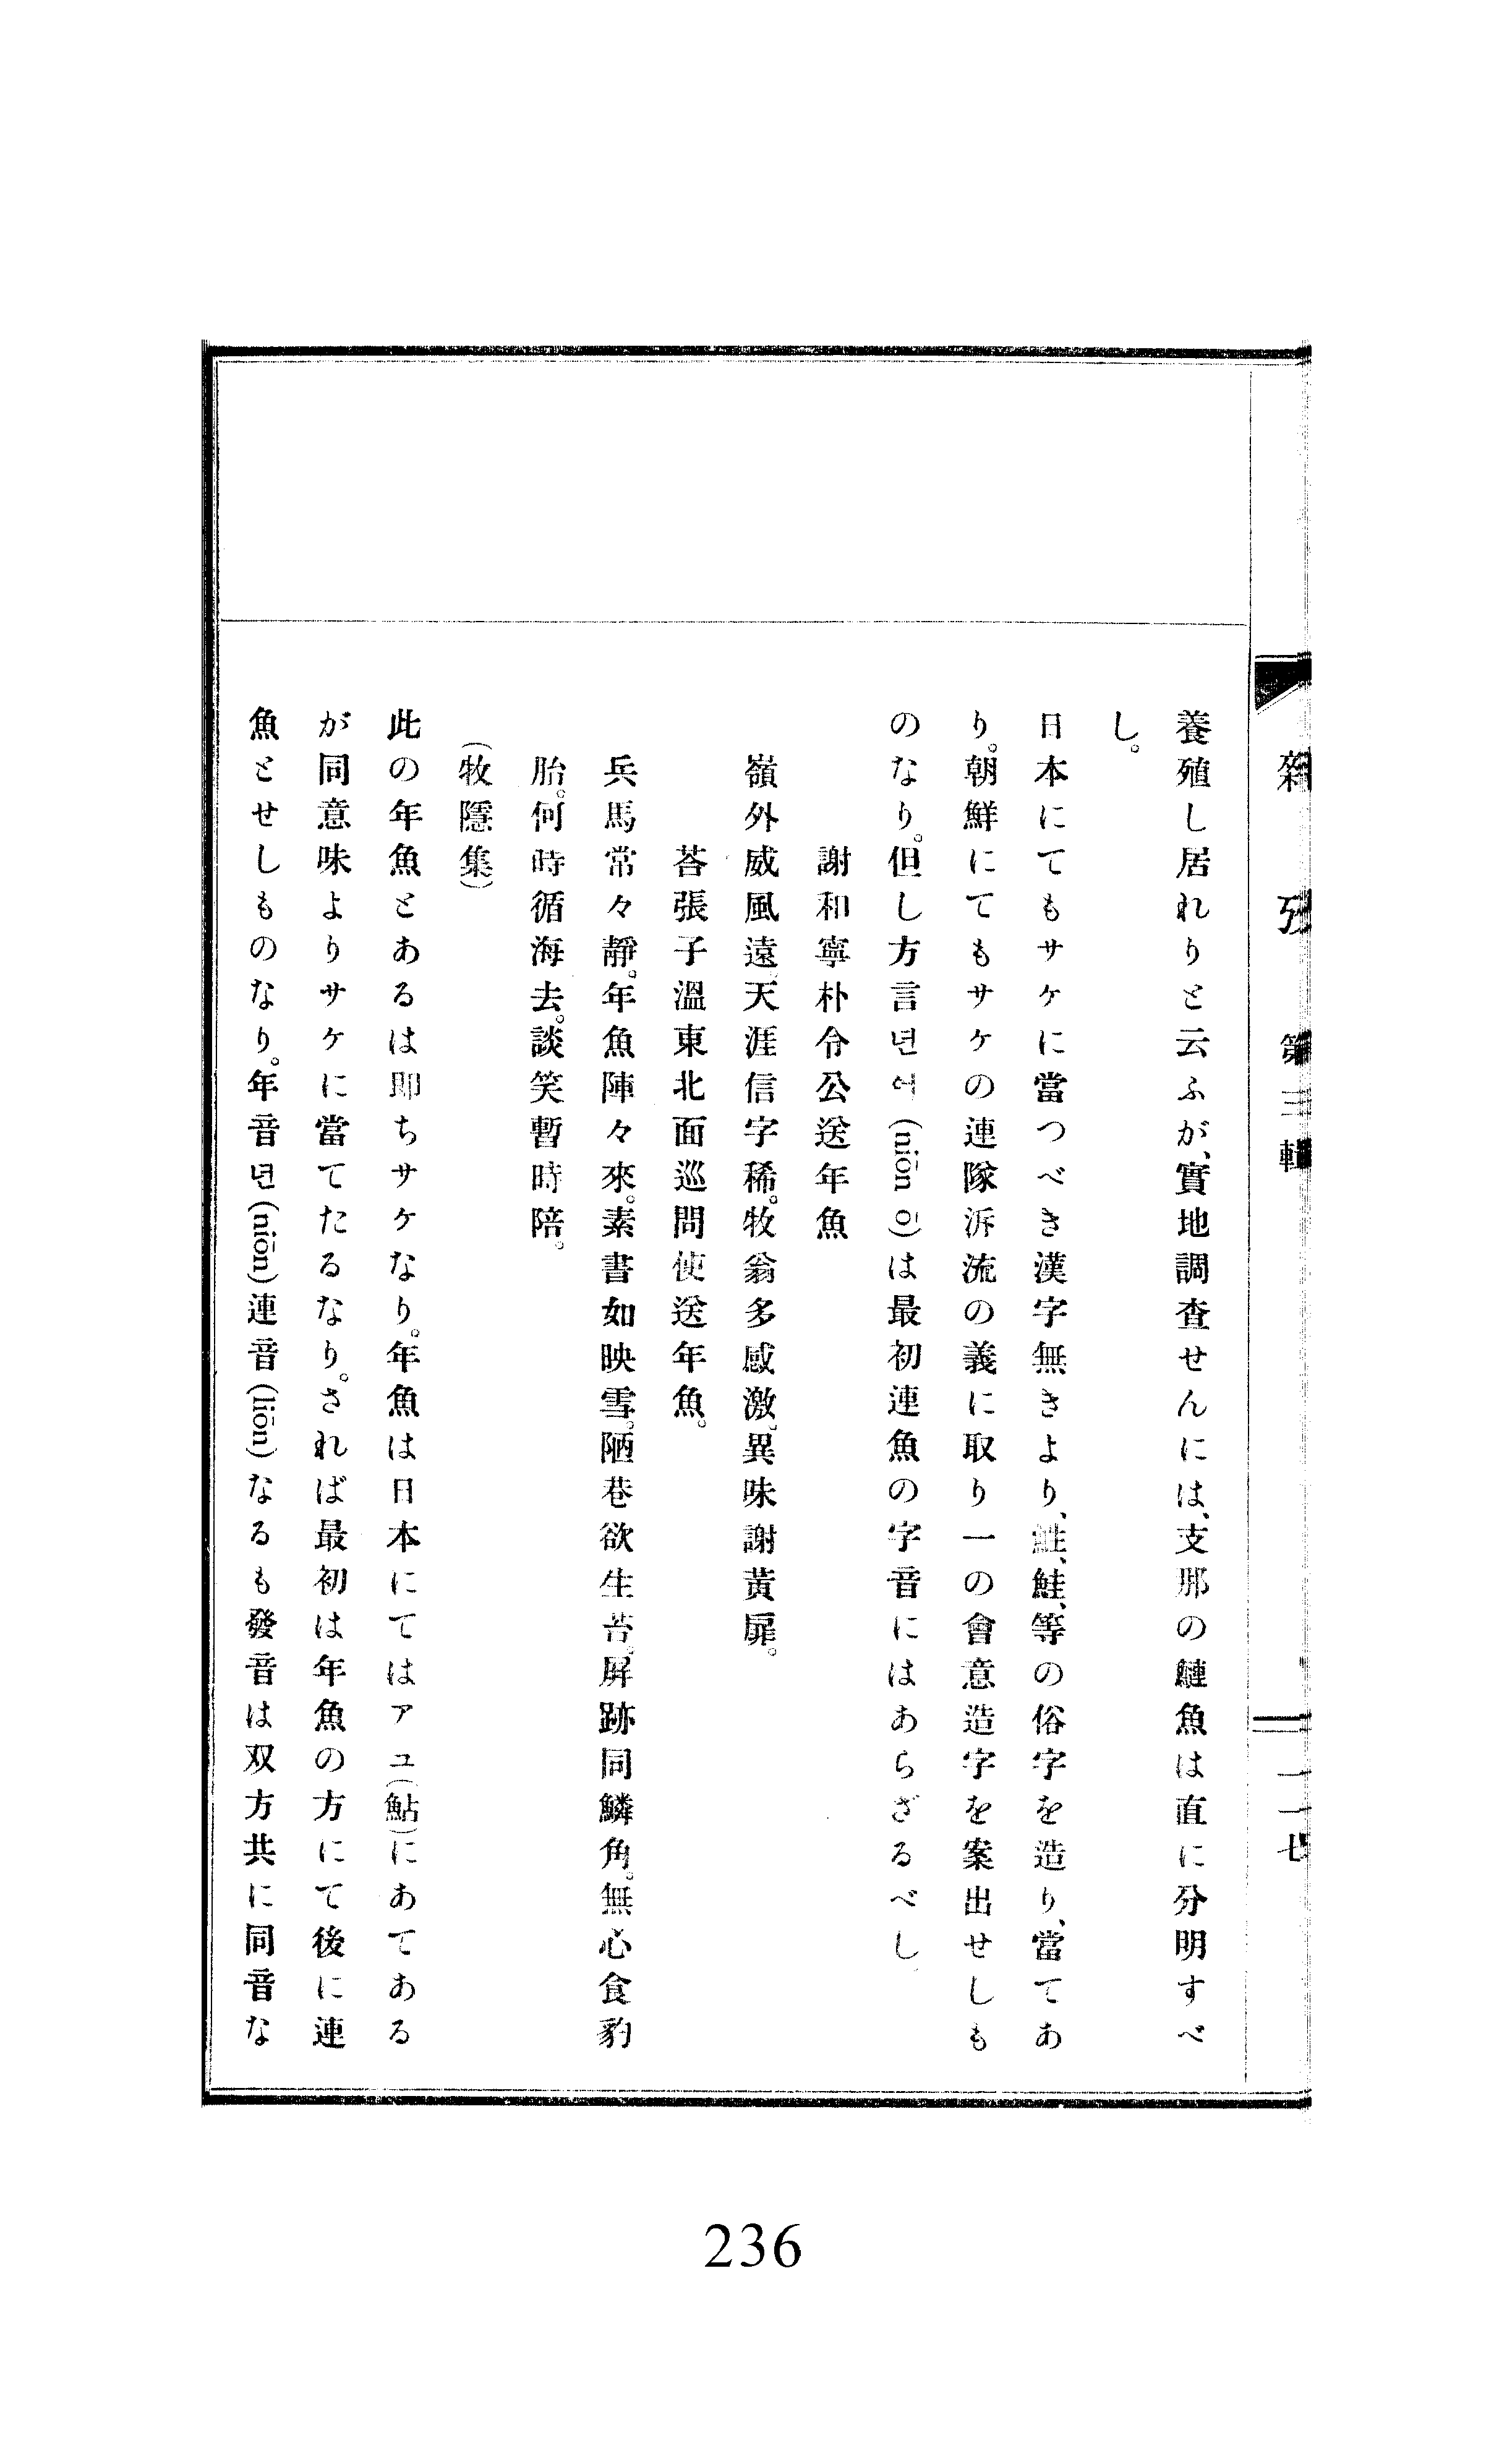 雜攷 第三輯
一一七
養殖し居れりと云ふが、實地調査せんには、支那の鰱魚は直に分明すべ
し。
日本にてもサケに當つべき漢字無きより、鮏、鮭、等の俗字を造り、當てあ
り。朝鮮にてもサケの連隊泝流の義に取り一の會意造字を案出せしも
のなり。但し方言년어(niŏn 어)は最初連魚の字音にはあらざるべし
謝和寧朴令公送年魚
嶺外威風遠。天涯信字稀。牧翁多感激。異味謝黃扉。
答張子溫東北面巡問使送年魚。
兵馬常々靜。年魚陣々來。素書如映雪。陋巷欲生苔。屛跡同鱗角。無心食豹
胎。何時循海去。談笑暫時陪。
(牧隱集)
此の年魚とあるは卽ちサケなり。年魚は日本にてはアユ(鮎)にあてある
が同意味よりサケに當てたるなり。されば最初は年魚の方にて後に連
魚とせしものなり。年音년(niŏn)連音(liŏn)なるも發音は双方共に同音な
236